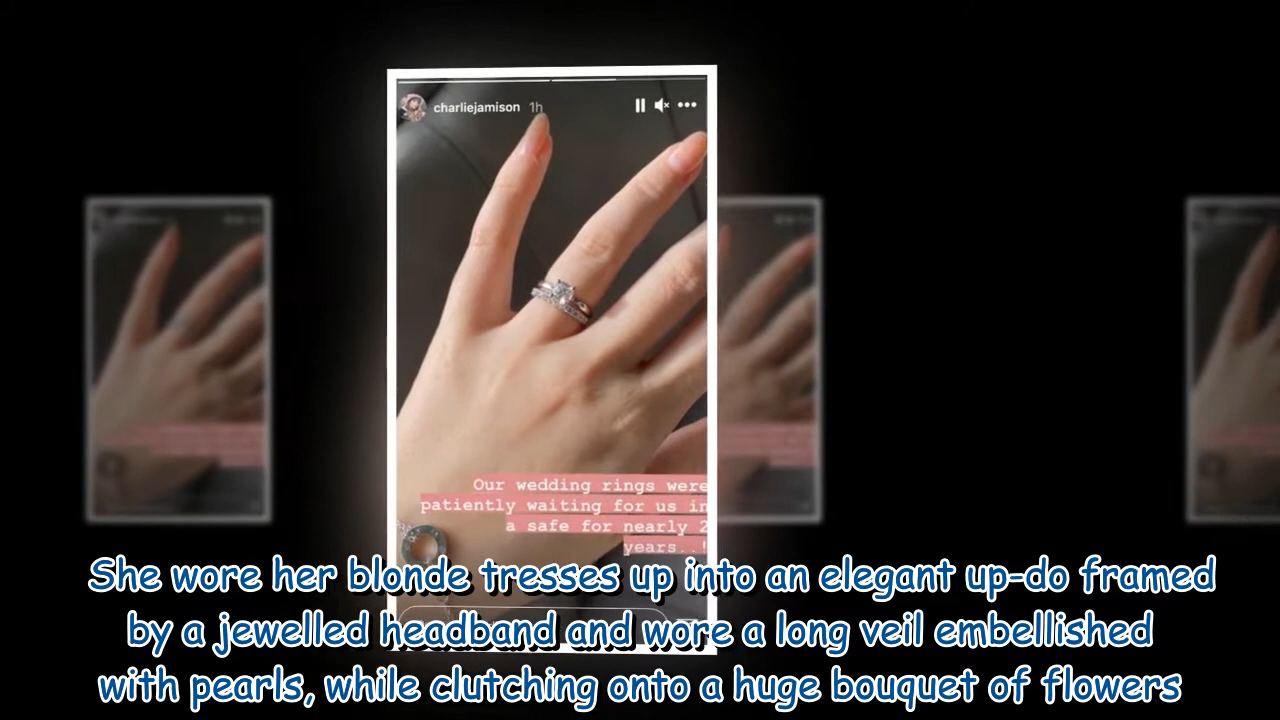 charliejamison 1h
Our wedding rings were
patiently waiting for us in
a safe for nearly 2
years..!
She wore her blonde tresses up into an elegant up-do framed
by a jewelled headband and wore a long veil embellished
with pearls, while clutching onto a huge bouquet of flowers